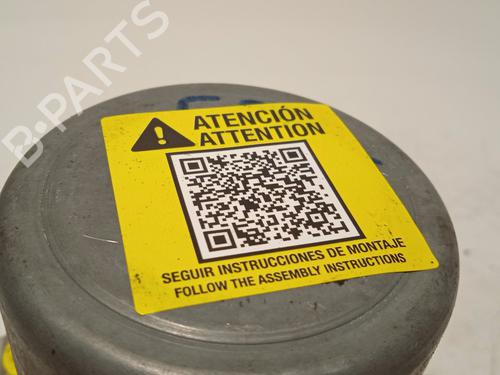 B-PARTS
ATENCIÓN
ATTENTION
SEGUIR INSTRUCCIONES DE MONTAJE
FOLLOW THE ASSEMBLY INSTRUCTIONS